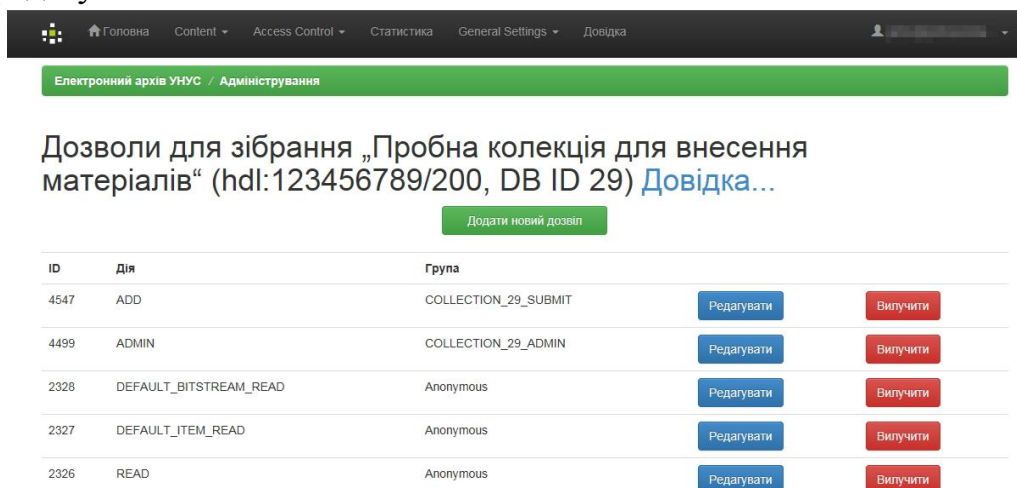 Головна Content Access Control Статистика General Settings Довідка
Електронний архів УНУС / Адміністрування
Дозволи для зібрання „Пробна колекція для внесення
матеріалів“ (hdl:123456789/200, DB ID 29) Довідка...
Додати новий дозвіл
ID Дія Група
4547 ADD COLLECTION_29_SUBMIT Редагувати Вилучити
4499 ADMIN COLLECTION_29_ADMIN Редагувати Вилучити
2328 DEFAULT_BITSTREAM_READ Anonymous Редагувати Вилучити
2327 DEFAULT_ITEM_READ Anonymous Редагувати Вилучити
2326 READ Anonymous Редагувати Вилучити